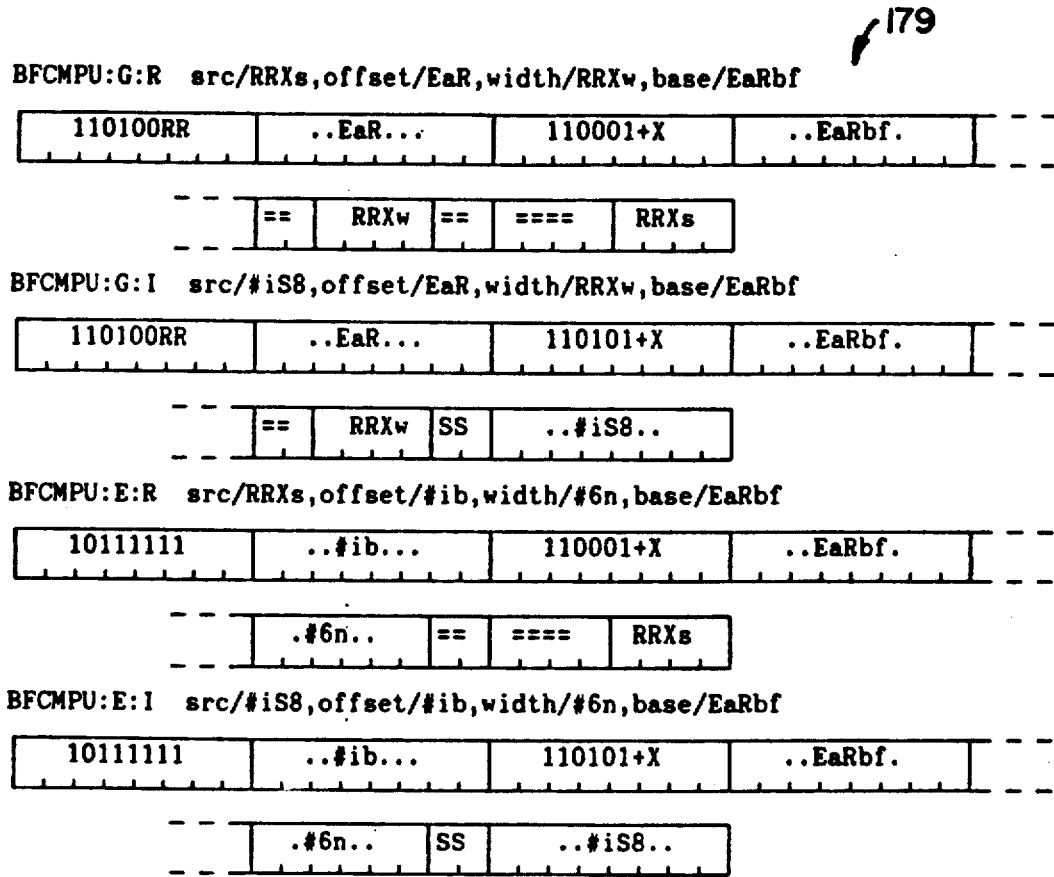 179
BFCMPU:G:R src/RRXs,offset/EaR,width/RRXw,base/EaRbf
110100RR ..EaR... 110001+X ..EaRbf.
== RRXw == ==== RRXs
BFCMPU:G:I src/#iS8,offset/EaR,width/RRXw,base/EaRbf
110100RR ..EaR... 110101+X ..EaRbf.
== RRXw SS ..#iS8..
BFCMPU:E:R src/RRXs,offset/#ib,width/#6n,base/EaRbf
10111111 ..#ib... 110001+X ..EaRbf.
.#6n.. == ==== RRXs
BFCMPU:E:I src/#iS8,offset/#ib,width/#6n,base/EaRbf
10111111 ..#ib... 110101+X ..EaRbf.
.#6n.. SS ..#iS8..